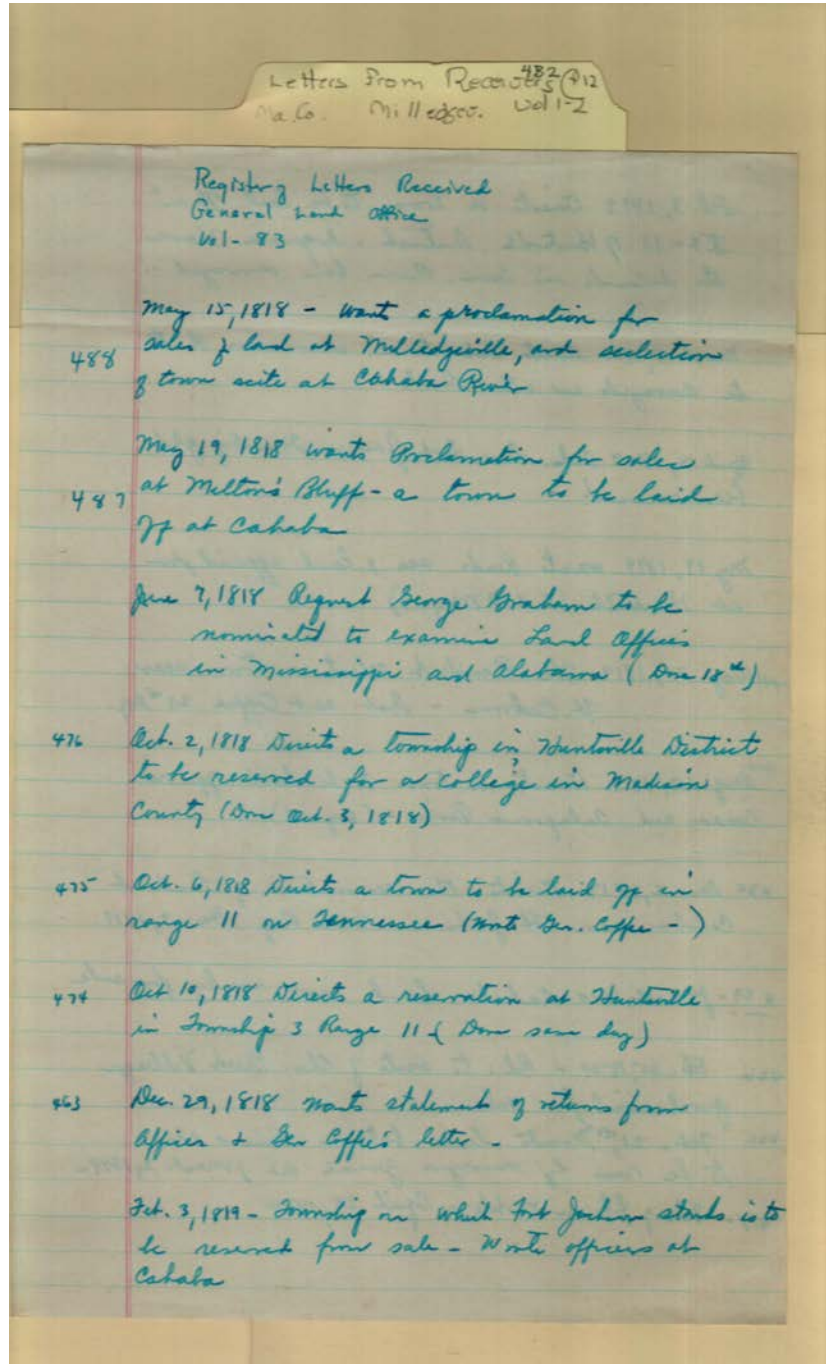 Letters From Receivers 482 @12
Ma. Co. Milledgev. Vol 1-2
Register of Letters Received
General Land Office
Vol - 83
May 15, 1818 - Want a proclamation for
488 sales of land at Milledgeville, and seclection
of town scite at Cahaba River
May 19, 1818 wants Proclamation for sales
487 at Melton's Bluff - a town to be laid
off at Cahaba
June 7, 1818 Request George Graham to be
nominated to examine Land Offices
in Mississippi and Alabama (Done 18th)
476 Oct. 2, 1818 Directs a township in Huntsville District
to be reserved for a college in Madison
County (Done Oct. 3, 1818)
475 Oct. 6, 1818 Directs a town to be laid off in
range 11 on Tennessee (Wrote Gen. Coffee -)
474 Oct 10, 1818 Directs a reservation at Huntsville
in Township 3 Range 11 (Done same day)
463 Dec. 29, 1818 Wants statement of returns from
Offices + Gen Coffee's letter -
Feb. 3, 1819 - Township on which Fort Jackson stands is to
be reserved from sale - Wrote officers at
Cahaba